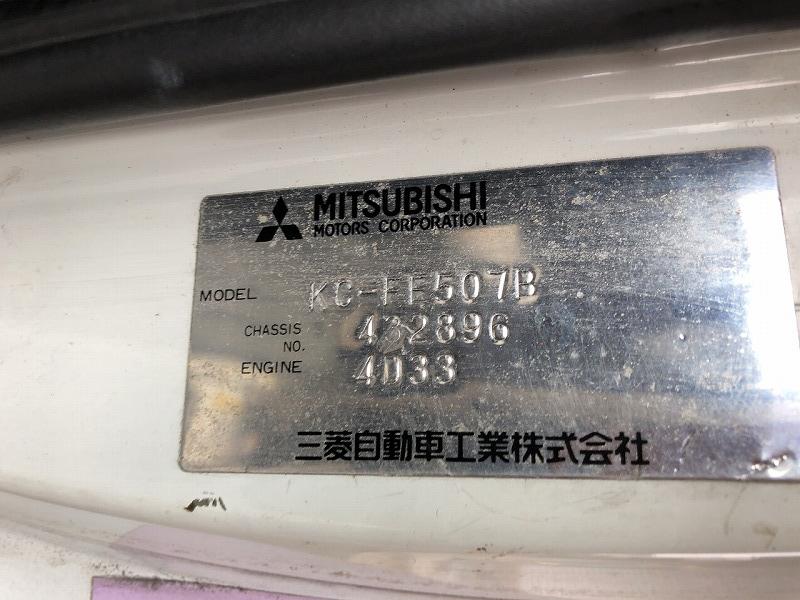 MITSUBISHI
MOTORS CORPORATION
MODEL KC-FE507B
CHASSIS NO. 432896
ENGINE 4D33
三菱自動車工業株式会社